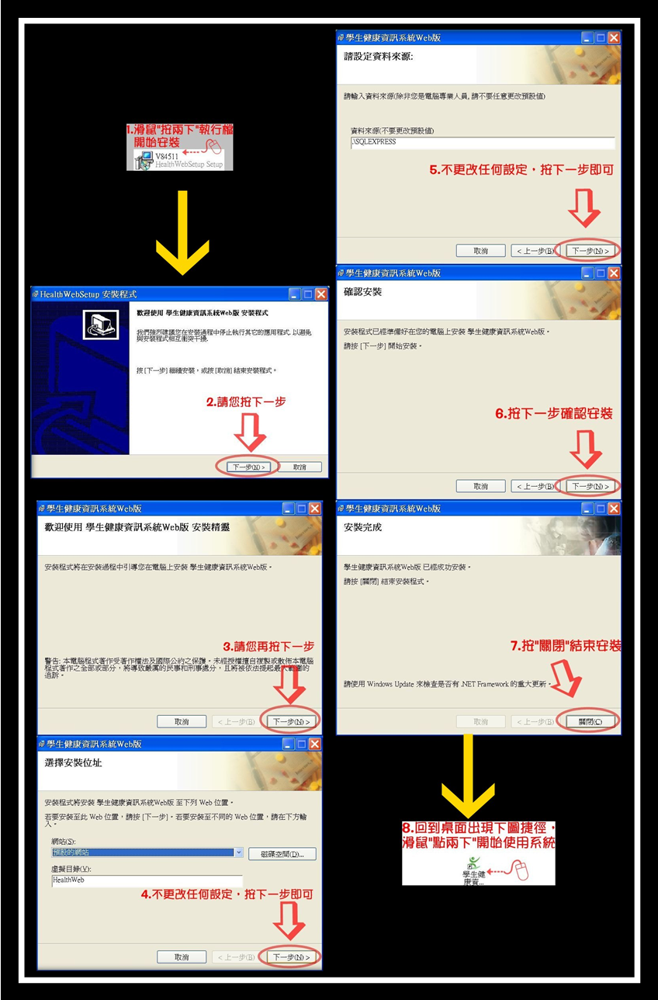 1.滑鼠"按兩下"執行檔
開始安裝
V84511
HealthWebSetup Setup
HealthWebSetup 安裝程式
歡迎使用 學生健康資訊系統Web版 安裝程式
我們強烈建議您在安裝過程中停止執行其它的應用程式. 以避免
與安裝程式相互衝突干擾.
按 [下一步] 繼續安裝，或按 [取消] 結束安裝程式。
2.請您按下一步
下一步(N) >
取消
學生健康資訊系統Web版
歡迎使用 學生健康資訊系統Web版 安裝精靈
安裝程式將在安裝過程中引導您在電腦上安裝 學生健康資訊系統Web版。
3.請您再按下一步
警告: 本電腦程式著作受著作權法及國際公約之保護。未經授權擅自複製或散佈本電腦
程式著作之全部或部分，將導致嚴厲的民事和刑事處分，且將被依法提起最大範圍的
追訴。
取消
< 上一步(B)
下一步(N) >
學生健康資訊系統Web版
選擇安裝位址
安裝程式將安裝 學生健康資訊系統Web版 至下列 Web 位置。
若要安裝至此 Web 位置，請按 [下一步]。若要安裝至不同的 Web 位置，請在下方輸
入。
網站(S):
預設的網站
磁碟空間(D)...
虛擬目錄(V):
HealthWeb
4.不更改任何設定，按下一步即可
取消
< 上一步(B)
下一步(N) >
學生健康資訊系統Web版
請設定資料來源:
請輸入資料來源(除非您是電腦專業人員, 請不要任意更改預設值)
資料來源(不要更改預設值)
.\SQLEXPRESS
5.不更改任何設定，按下一步即可
取消
< 上一步(B)
下一步(N) >
學生健康資訊系統Web版
確認安裝
安裝程式已經準備好在您的電腦上安裝 學生健康資訊系統Web版。
請按 [下一步] 開始安裝。
6.按下一步確認安裝
取消
< 上一步(B)
下一步(N) >
學生健康資訊系統Web版
安裝完成
學生健康資訊系統Web版 已經成功安裝。
請按 [關閉] 結束安裝程式。
7.按"關閉"結束安裝
請使用 Windows Update 來檢查是否有 .NET Framework 的重大更新。
取消
< 上一步(B)
關閉(C)
8.回到桌面出現下圖捷徑，
滑鼠"點兩下"開始使用系統
學生健
康資...